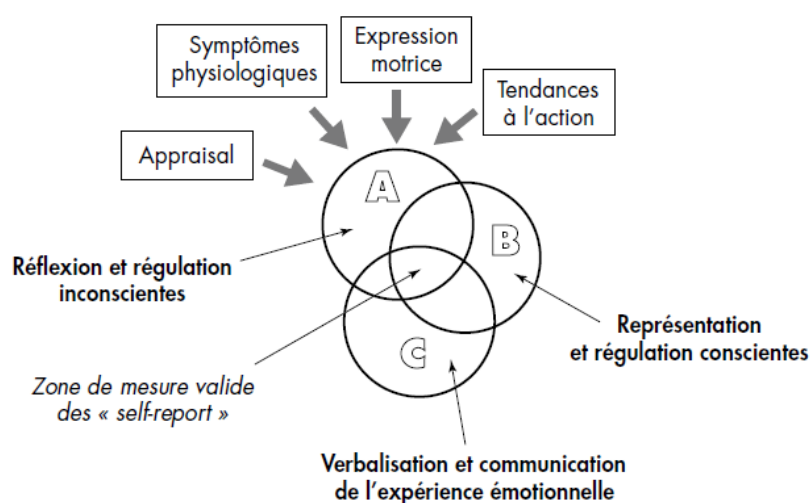 Symptômes
physiologiques
Expression
motrice
Tendances
à l'action
Appraisal
A
B
C
Réflexion et régulation
inconscientes
Représentation
et régulation conscientes
Zone de mesure valide
des « self-report »
Verbalisation et communication
de l'expérience émotionnelle